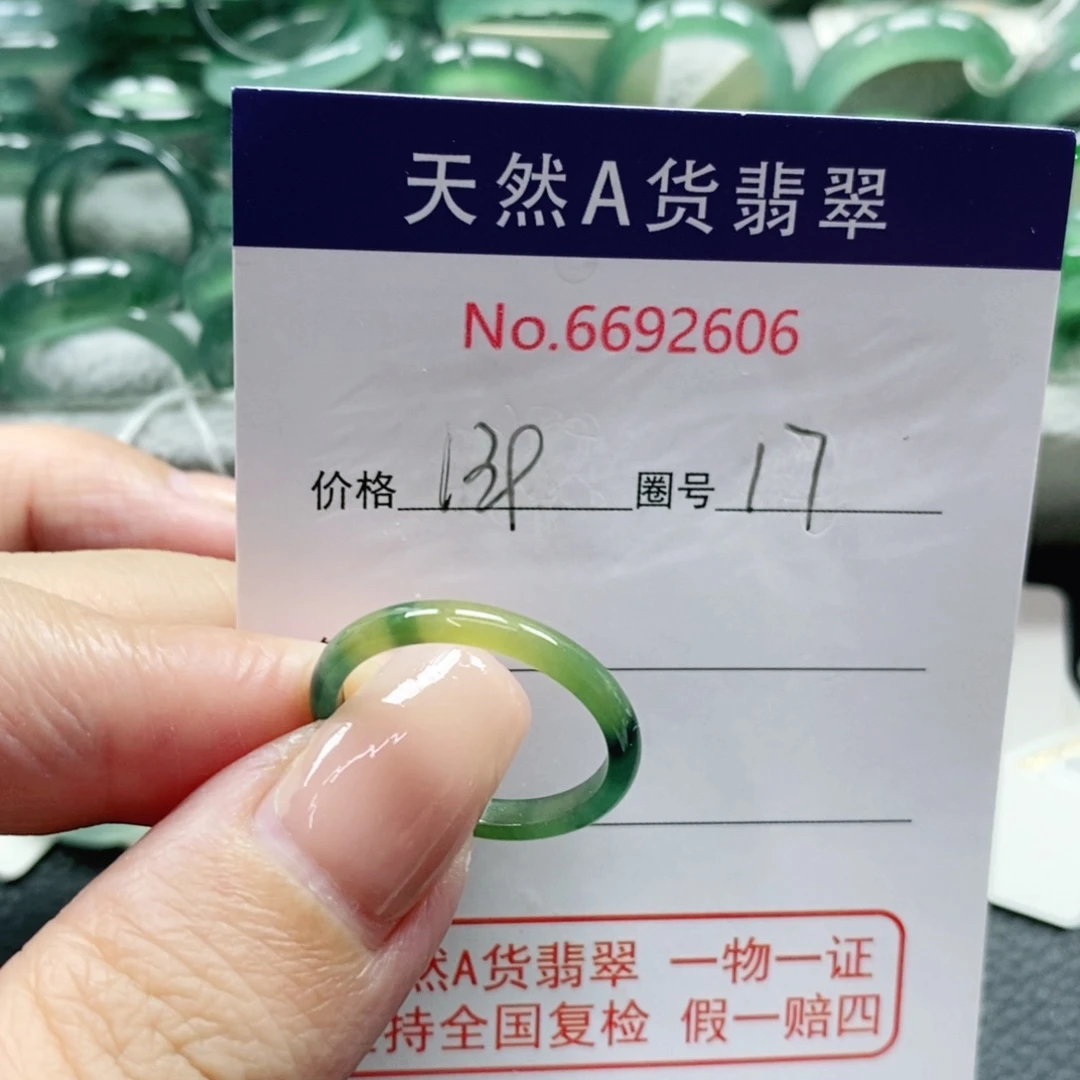 天然A货翡翠
No.6692606
价格 139 圈号 17
然A货翡翠 一物一证
持全国复检 假一赔四